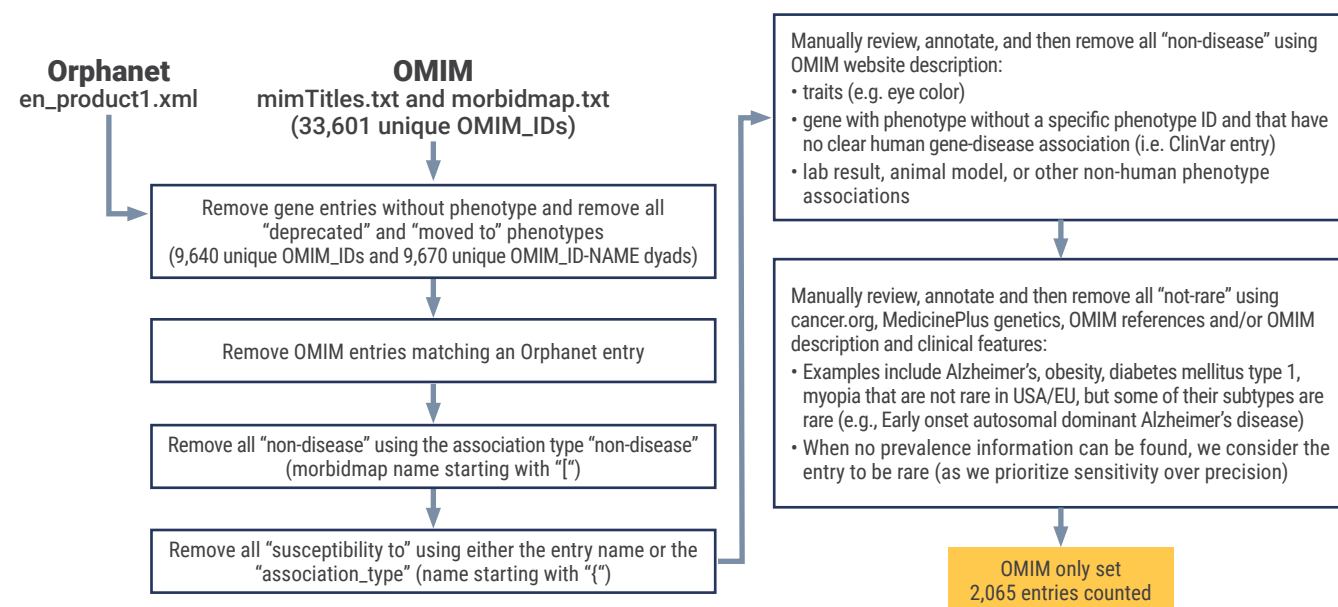 Orphanet
en_product1.xml
OMIM
mimTitles.txt and morbidmap.txt
(33,601 unique OMIM_IDs)
Remove gene entries without phenotype and remove all
“deprecated” and “moved to” phenotypes
(9,640 unique OMIM_IDs and 9,670 unique OMIM_ID-NAME dyads)
Remove OMIM entries matching an Orphanet entry
Remove all “non-disease” using the association type “non-disease”
(morbidmap name starting with “[“)
Remove all “susceptibility to” using either the entry name or the
“association_type” (name starting with “{“)
Manually review, annotate, and then remove all “non-disease” using
OMIM website description:
• traits (e.g. eye color)
• gene with phenotype without a specific phenotype ID and that have
no clear human gene-disease association (i.e. ClinVar entry)
• lab result, animal model, or other non-human phenotype
associations
Manually review, annotate and then remove all “not-rare” using
cancer.org, MedicinePlus genetics, OMIM references and/or OMIM
description and clinical features:
• Examples include Alzheimer’s, obesity, diabetes mellitus type 1,
myopia that are not rare in USA/EU, but some of their subtypes are
rare (e.g., Early onset autosomal dominant Alzheimer’s disease)
• When no prevalence information can be found, we consider the
entry to be rare (as we prioritize sensitivity over precision)
OMIM only set
2,065 entries counted